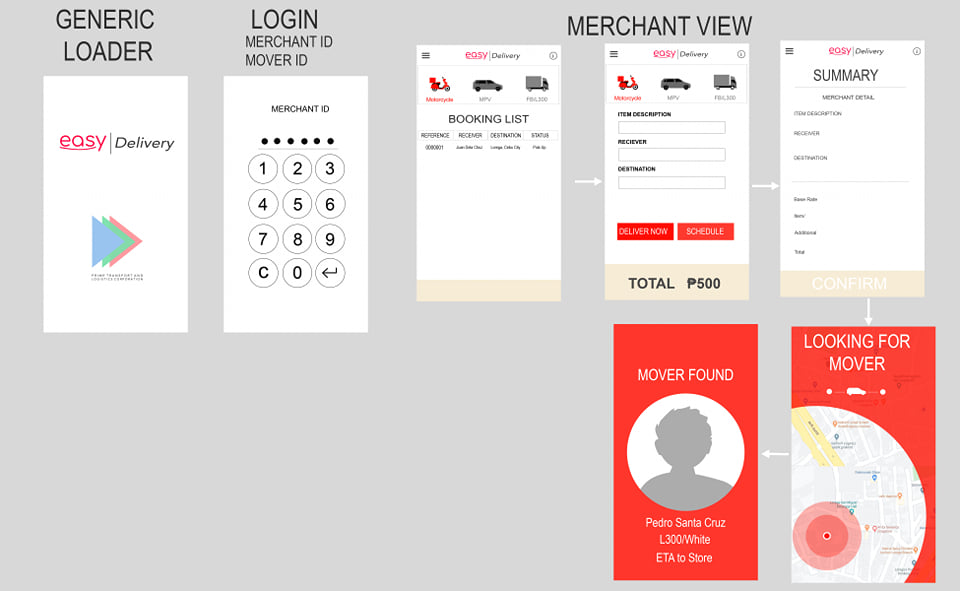 GENERIC
LOADER
easy Delivery
PRIME TRANSPORT AND
LOGISTICS CORPORATION
LOGIN
MERCHANT ID
MOVER ID
MERCHANT ID
1 2 3
4 5 6
7 8 9
C 0
MERCHANT VIEW
easy Delivery
Motorcycle MPV FB/L300
BOOKING LIST
REFERENCE RECEIVER DESTINATION STATUS
0000001 Juan Dela Cruz Lorega, Cebu City Pick Up
easy Delivery
Motorcycle MPV FB/L300
ITEM DESCRIPTION
RECIEVER
DESTINATION
DELIVER NOW SCHEDULE
TOTAL ₱500
easy Delivery
SUMMARY
MERCHANT DETAIL
ITEM DESCRIPTION
RECEIVER
DESTINATION
Base Rate
Item/
Additional
Total
CONFIRM
LOOKING FOR
MOVER
MOVER FOUND
Pedro Santa Cruz
L300/White
ETA to Store